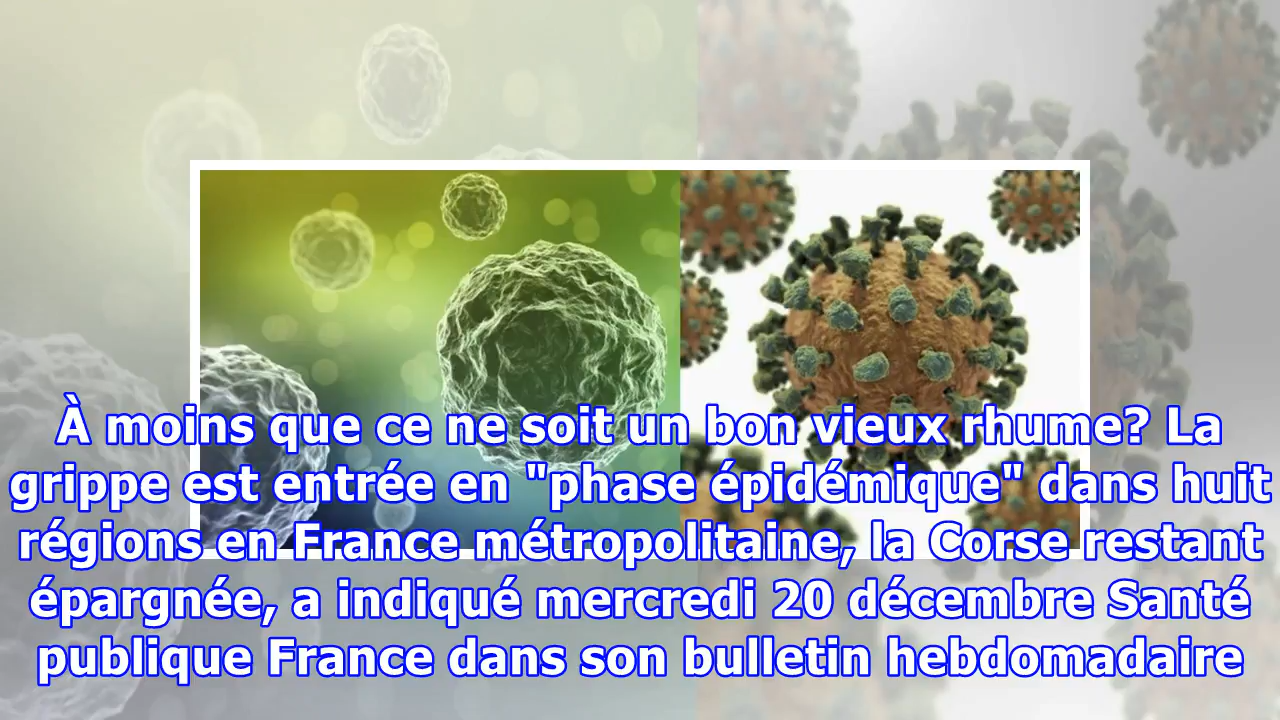 À moins que ce ne soit un bon vieux rhume? La
grippe est entrée en "phase épidémique" dans huit
régions en France métropolitaine, la Corse restant
épargnée, a indiqué mercredi 20 décembre Santé
publique France dans son bulletin hebdomadaire